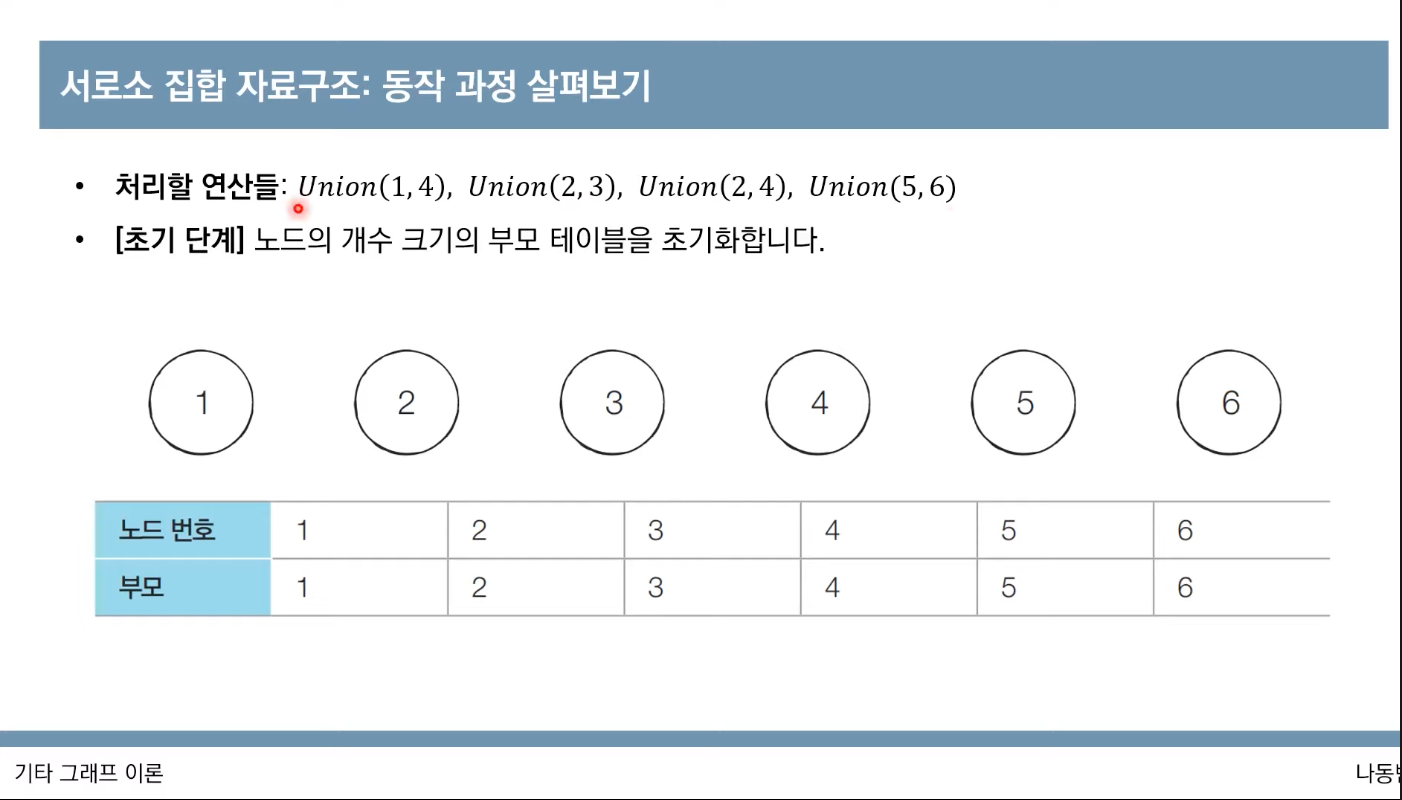 서로소 집합 자료구조: 동작 과정 살펴보기
• 처리할 연산들: Union(1,4), Union(2,3), Union(2,4), Union(5,6)
• [초기 단계] 노드의 개수 크기의 부모 테이블을 초기화합니다.
1 2 3 4 5 6
노드 번호 1 2 3 4 5 6
부모 1 2 3 4 5 6
기타 그래프 이론